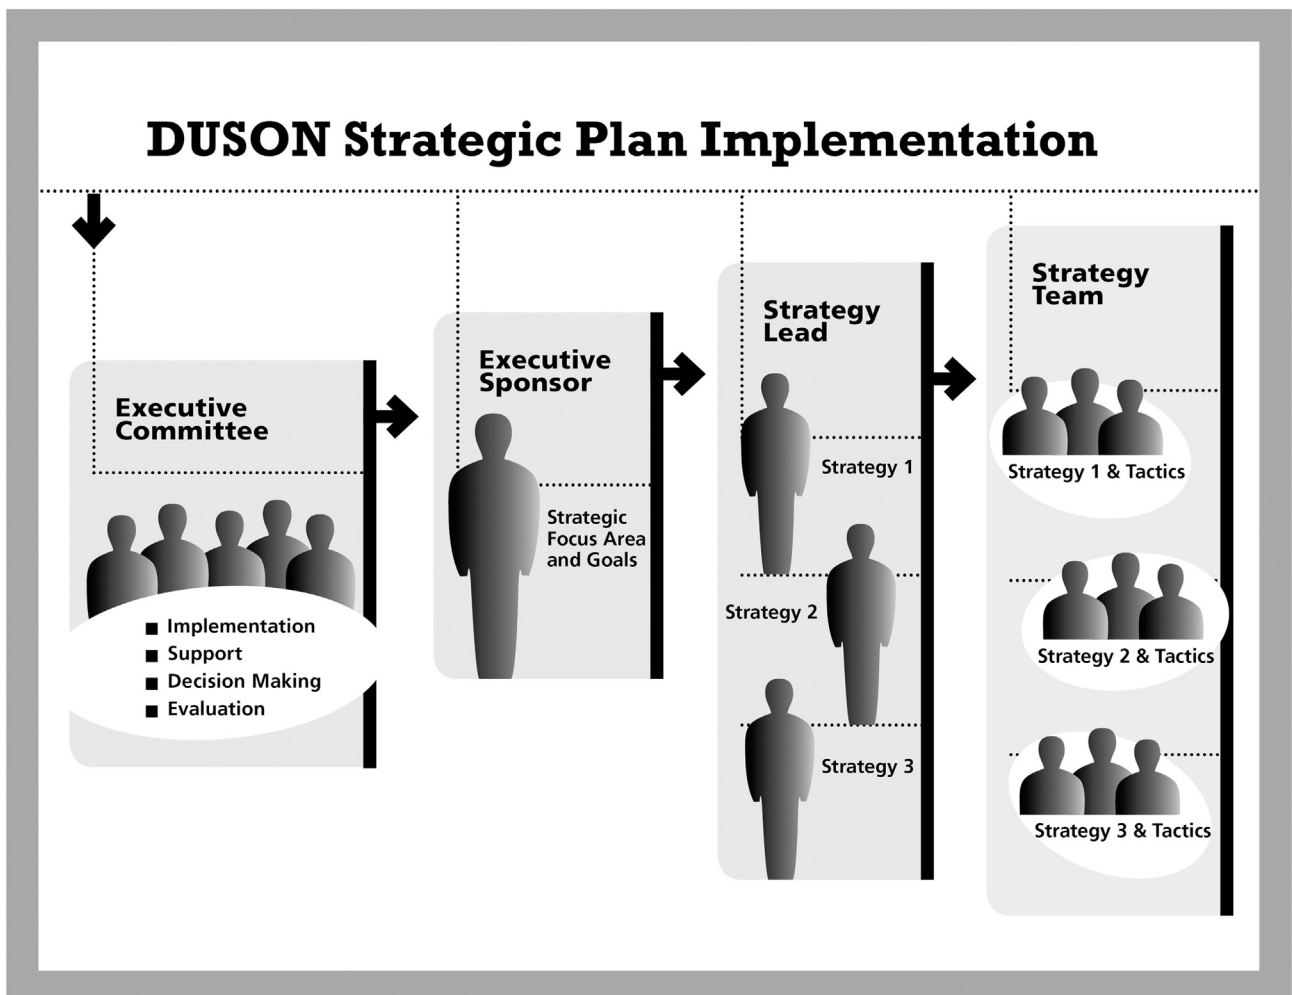 DUSON Strategic Plan Implementation
Executive
Committee
Implementation
Support
Decision Making
Evaluation
Executive
Sponsor
Strategic
Focus Area
and Goals
Strategy
Lead
Strategy 1
Strategy 2
Strategy 3
Strategy
Team
Strategy 1 & Tactics
Strategy 2 & Tactics
Strategy 3 & Tactics